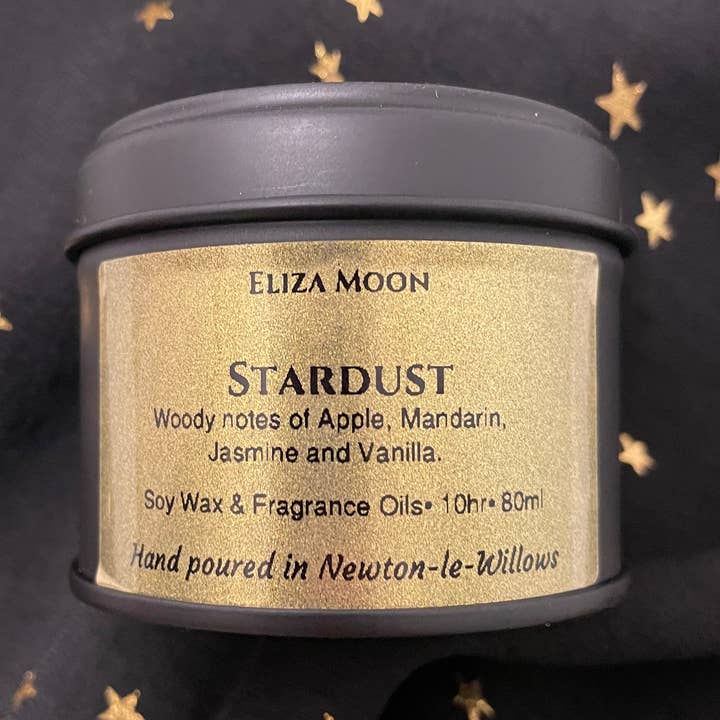 ELIZA MOON
STARDUST
Woody notes of Apple, Mandarin,
Jasmine and Vanilla.
Soy Wax & Fragrance Oils• 10hr• 80ml
Hand poured in Newton-le-Willows